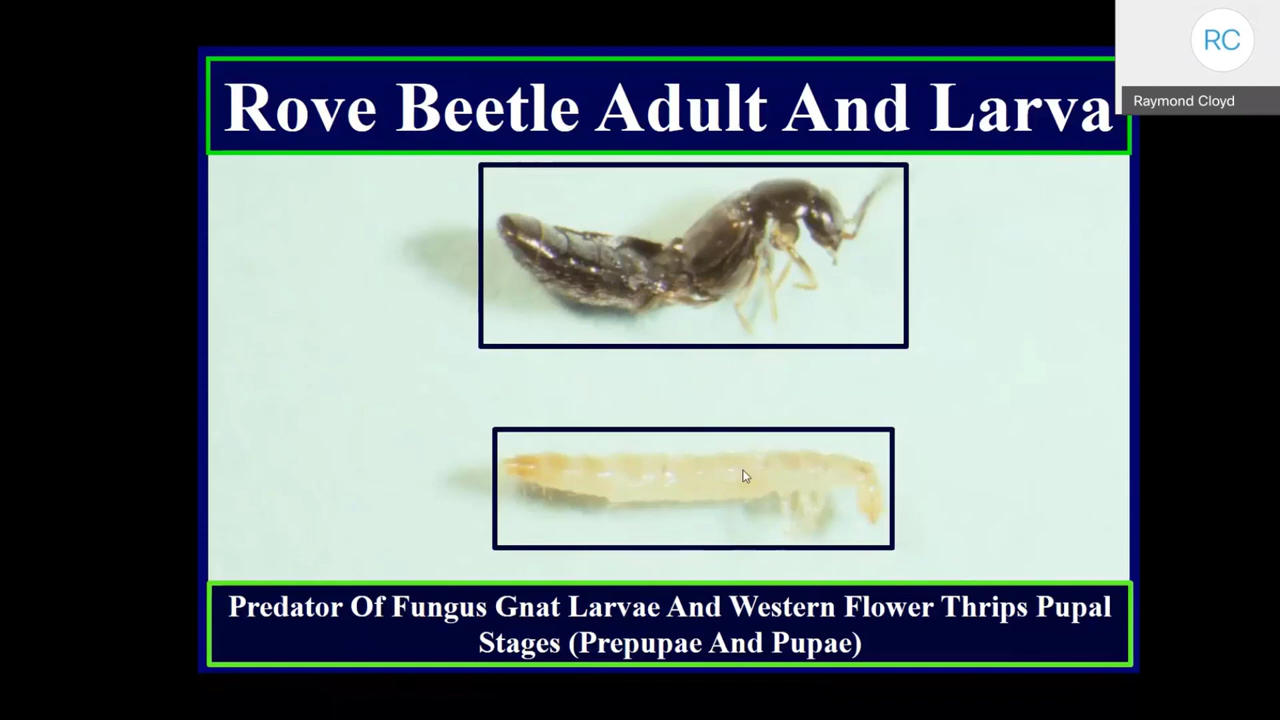 RC
Raymond Cloyd
Rove Beetle Adult And Larva
Predator Of Fungus Gnat Larvae And Western Flower Thrips Pupal
Stages (Prepupae And Pupae)